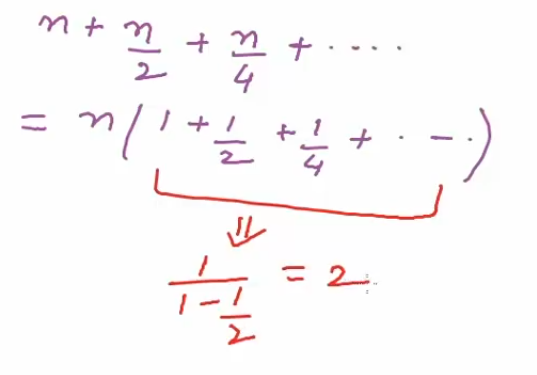 n + n/2 + n/4 + ....
= n(1 + 1/2 + 1/4 + . - .)
⇓
1/(1 - 1/2) = 2